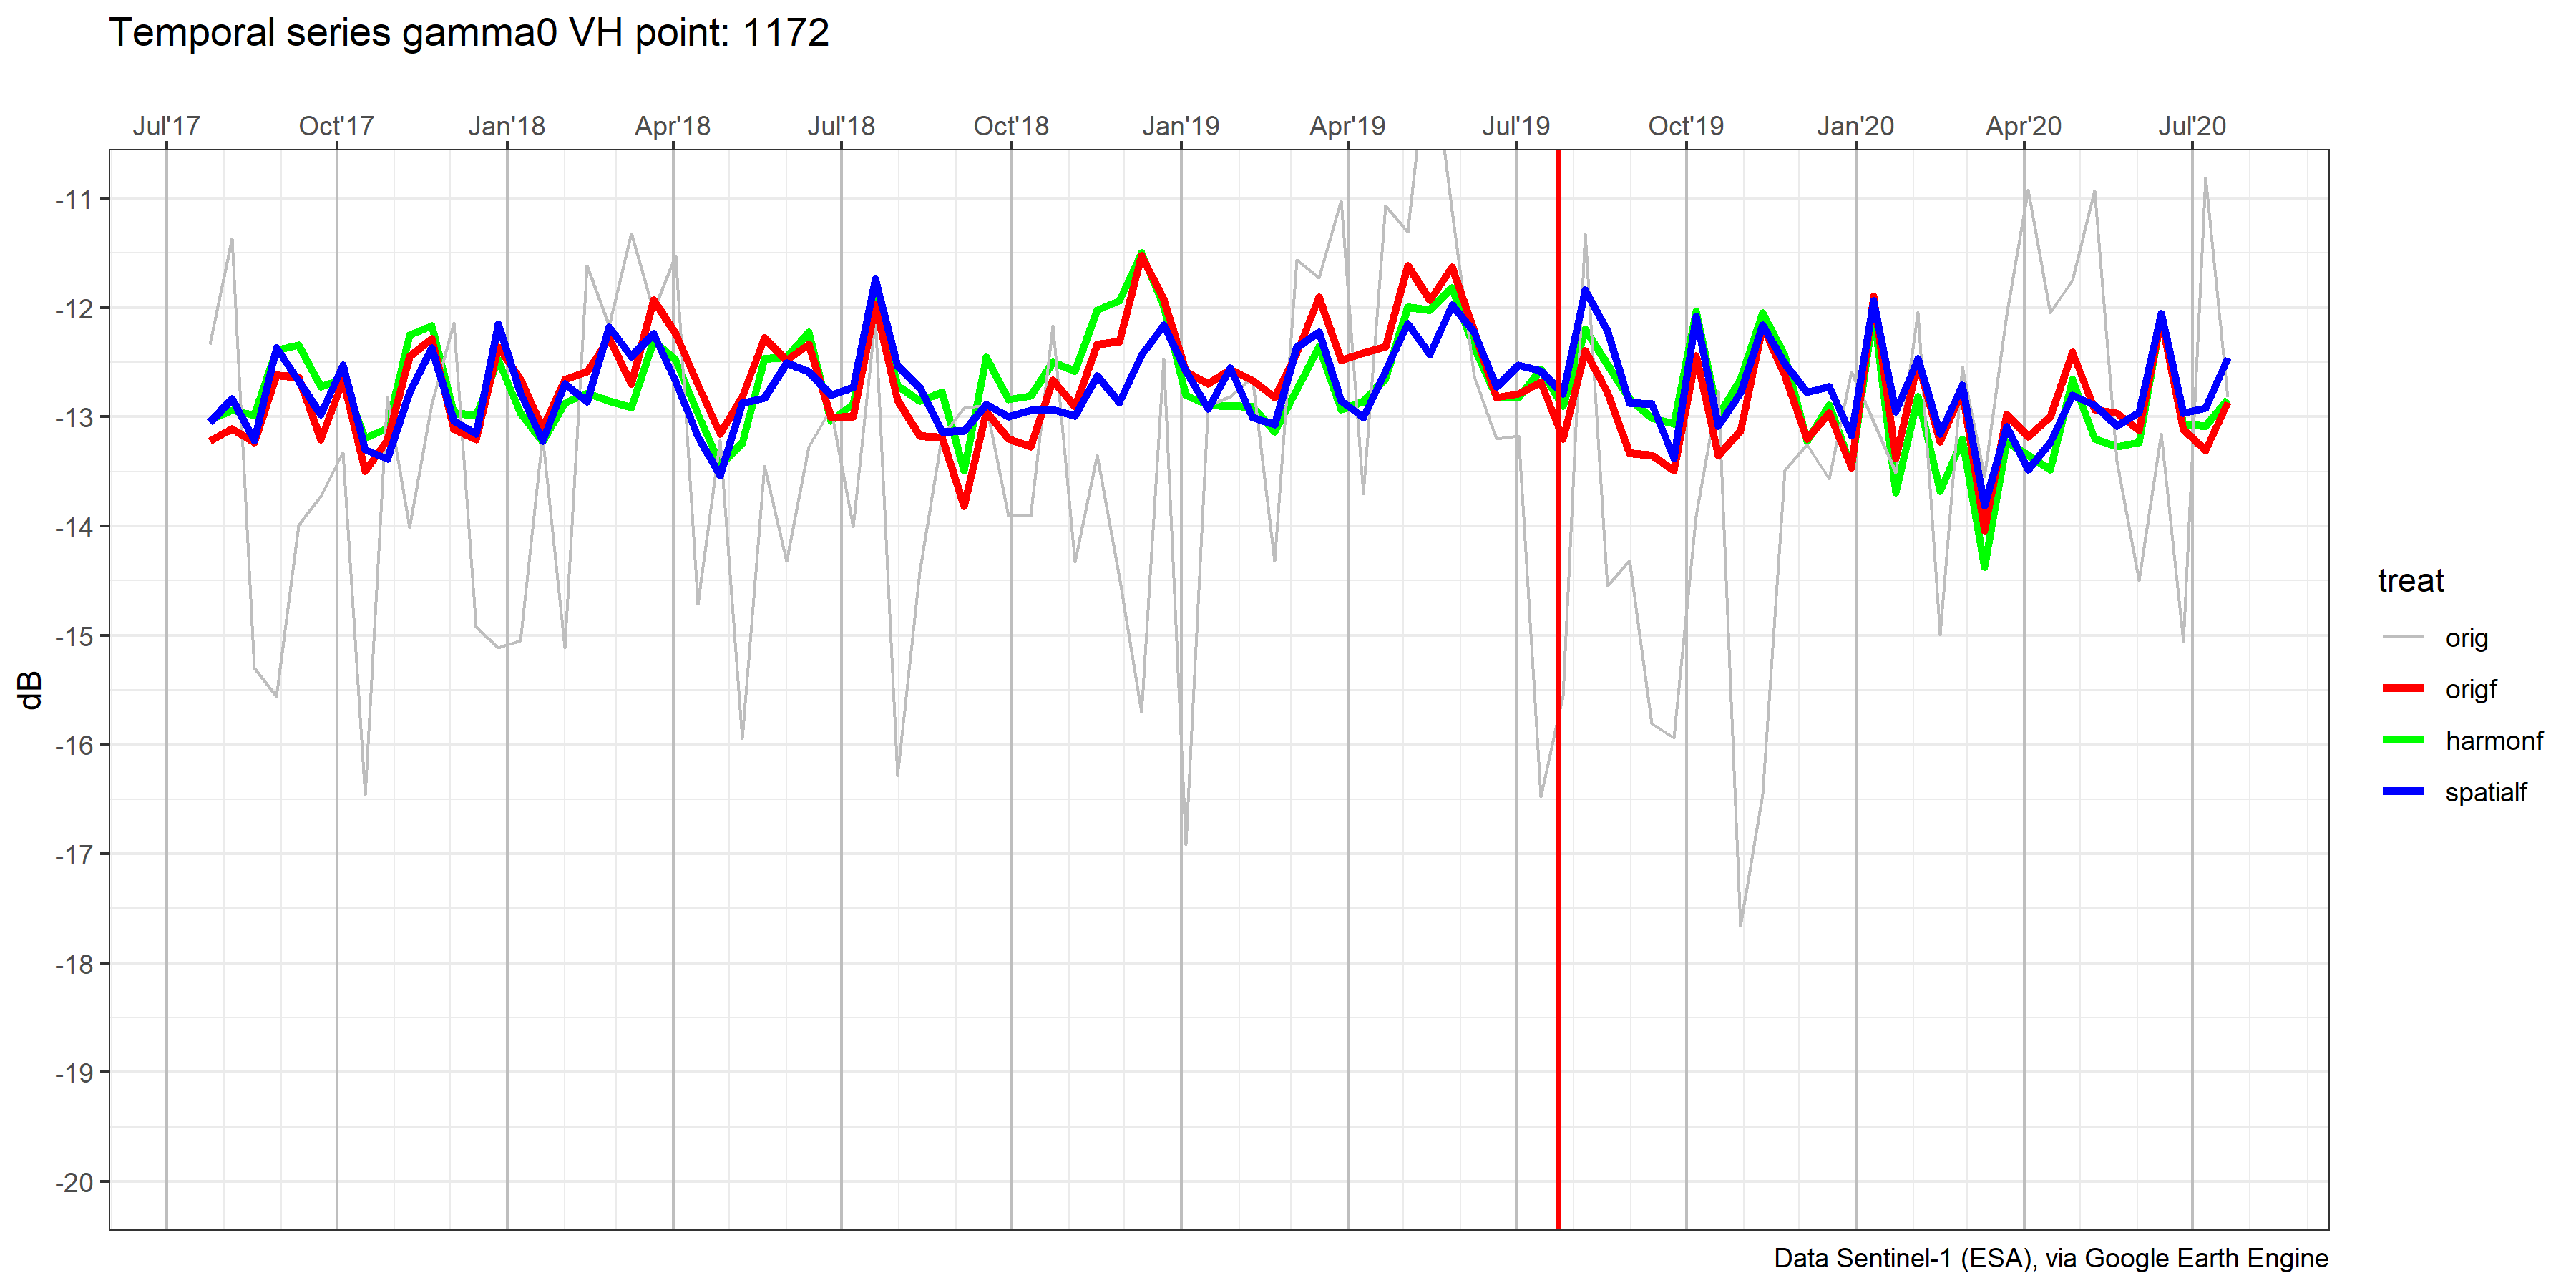 Temporal series gamma0 VH point: 1172
Jul'17 Oct'17 Jan'18 Apr'18 Jul'18 Oct'18 Jan'19 Apr'19 Jul'19 Oct'19 Jan'20 Apr'20 Jul'20
-11
-12
-13
-14
-15
-16
-17
-18
-19
-20
dB
treat
orig
origf
harmonf
spatialf
Data Sentinel-1 (ESA), via Google Earth Engine